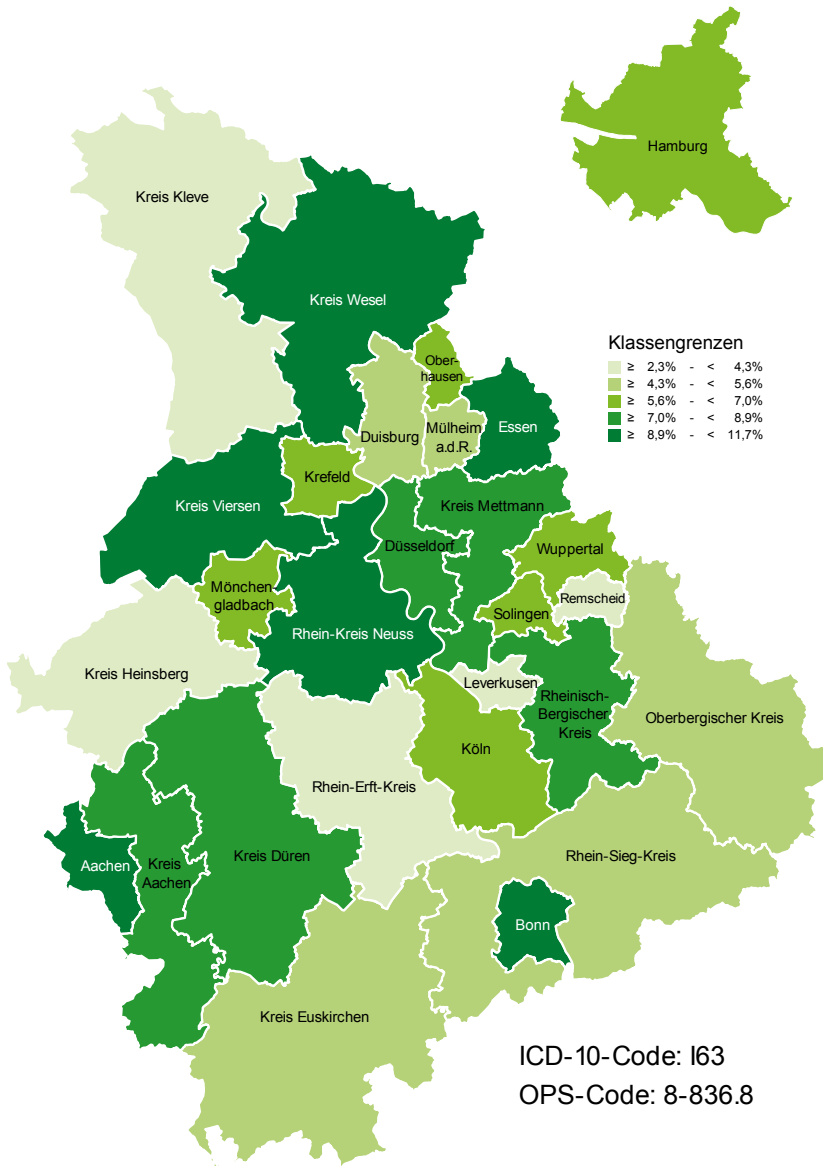 Hamburg
Kreis Kleve
Kreis Wesel
Klassengrenzen
≥ 2,3% - < 4,3%
≥ 4,3% - < 5,6%
≥ 5,6% - < 7,0%
≥ 7,0% - < 8,9%
≥ 8,9% - < 11,7%
Ober-
hausen
Duisburg
Mülheim
a.d.R.
Essen
Krefeld
Kreis Viersen
Kreis Mettmann
Düsseldorf
Wuppertal
Mönchen-
gladbach
Remscheid
Solingen
Rhein-Kreis Neuss
Kreis Heinsberg
Leverkusen
Rheinisch-
Bergischer
Kreis
Oberbergischer Kreis
Köln
Rhein-Erft-Kreis
Aachen
Kreis
Aachen
Kreis Düren
Rhein-Sieg-Kreis
Bonn
Kreis Euskirchen
ICD-10-Code: I63
OPS-Code: 8-836.8